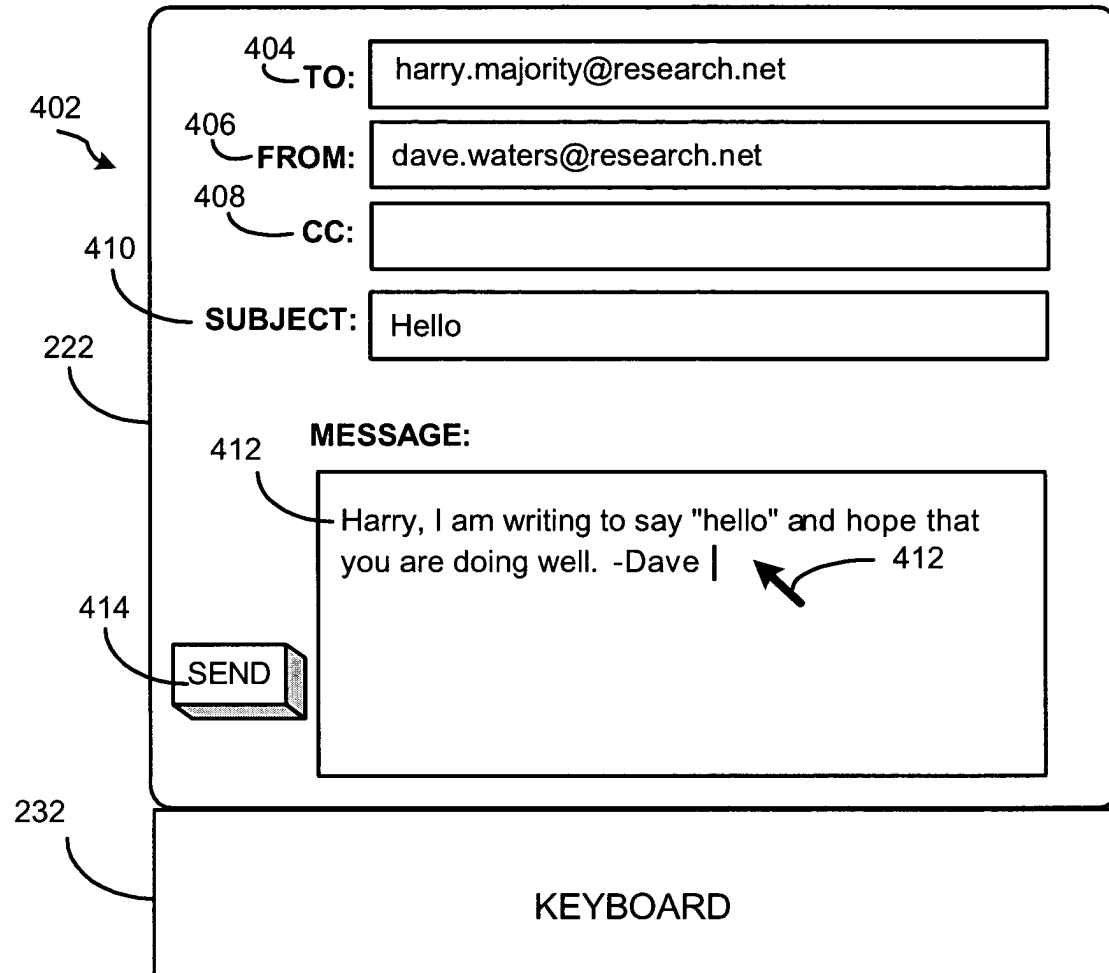 404
TO: harry.majority@research.net
402
406
FROM: dave.waters@research.net
408
CC:
410
SUBJECT: Hello
222
MESSAGE:
412
Harry, I am writing to say "hello" and hope that
you are doing well. -Dave
412
414
SEND
232
KEYBOARD